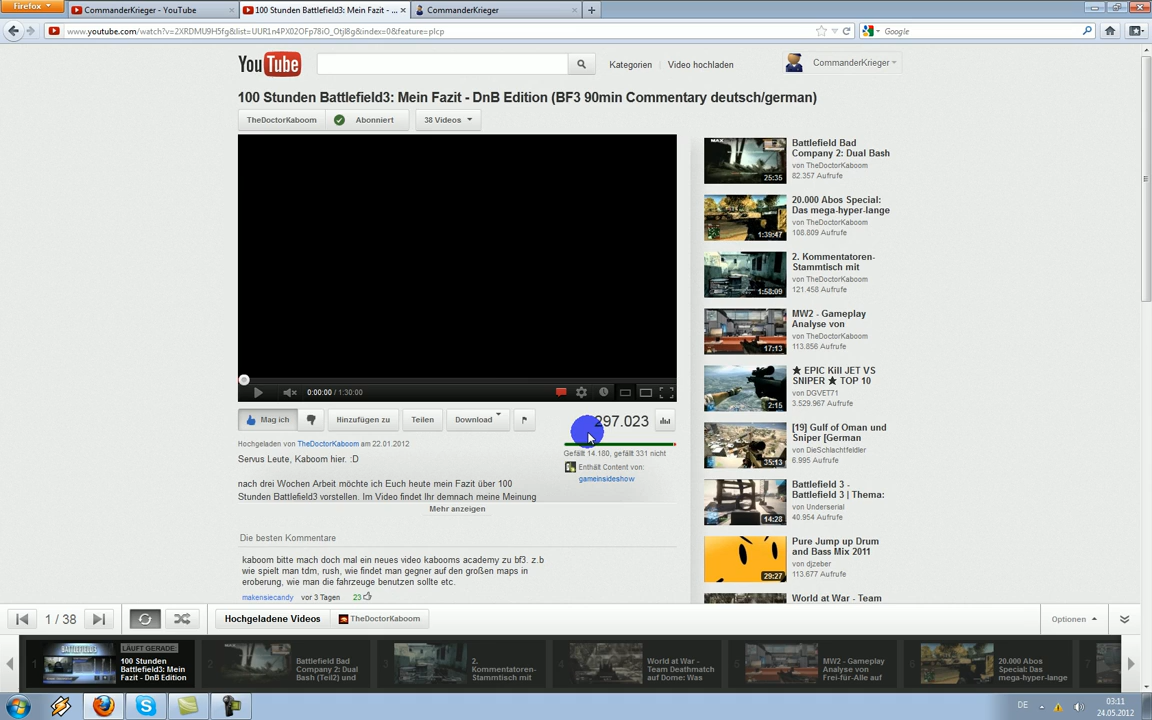 Firefox
CommanderKrieger - YouTube
100 Stunden Battlefield3: Mein Fazit - ...
CommanderKrieger
www.youtube.com/watch?v=2XRDMU9H5fg&list=UUR1n4PX02OFp78iO_Otjl8g&index=0&feature=plcp
Google
YouTube
Kategorien
Video hochladen
CommanderKrieger
100 Stunden Battlefield3: Mein Fazit - DnB Edition (BF3 90min Commentary deutsch/german)
TheDoctorKaboom
Abonniert
38 Videos
0:00:00 / 1:30:00
Mag ich
Hinzufügen zu
Teilen
Download
297.023
Hochgeladen von TheDoctorKaboom am 22.01.2012
Gefällt 14.180, gefällt 331 nicht
Servus Leute, Kaboom hier. :D
Enthält Content von:
gameinsideshow
nach drei Wochen Arbeit möchte ich Euch heute mein Fazit über 100
Stunden Battlefield3 vorstellen. Im Video findet Ihr demnach meine Meinung
Mehr anzeigen
Die besten Kommentare
kaboom bitte mach doch mal ein neues video kabooms academy zu bf3. z.b
wie spielt man tdm, rush, wie findet man gegner auf den großen maps in
eroberung, wie man die fahrzeuge benutzen sollte etc.
makensiecandy vor 3 Tagen 23
Battlefield Bad
Company 2: Dual Bash
von TheDoctorKaboom
82.357 Aufrufe
25:35
20.000 Abos Special:
Das mega-hyper-lange
von TheDoctorKaboom
108.809 Aufrufe
1:39:47
2. Kommentatoren-
Stammtisch mit
von TheDoctorKaboom
121.458 Aufrufe
1:58:09
MW2 - Gameplay
Analyse von
von TheDoctorKaboom
113.856 Aufrufe
17:13
★ EPIC Kill JET VS
SNIPER ★ TOP 10
von DGVET71
3.529.967 Aufrufe
2:15
[19] Gulf of Oman und
Sniper [German
von DieSchlachtfelder
6.995 Aufrufe
35:13
Battlefield 3 -
Battlefield 3 | Thema:
von Underserial
40.954 Aufrufe
14:28
Pure Jump up Drum
and Bass Mix 2011
von djzeber
113.677 Aufrufe
29:27
World at War - Team
1 / 38
Hochgeladene Videos
TheDoctorKaboom
Optionen
1
LÄUFT GERADE:
100 Stunden
Battlefield3: Mein
Fazit - DnB Edition
2
Battlefield Bad
Company 2: Dual
Bash (Teil2) und
3
2.
Kommentatoren-
Stammtisch mit
4
World at War -
Team Deathmatch
auf Dome: Was
5
MW2 - Gameplay
Analyse von
Frei-für-Alle auf
6
20.000 Abos
Special: Das
mega-hyper-lange
7
DE
03:11
24.05.2012